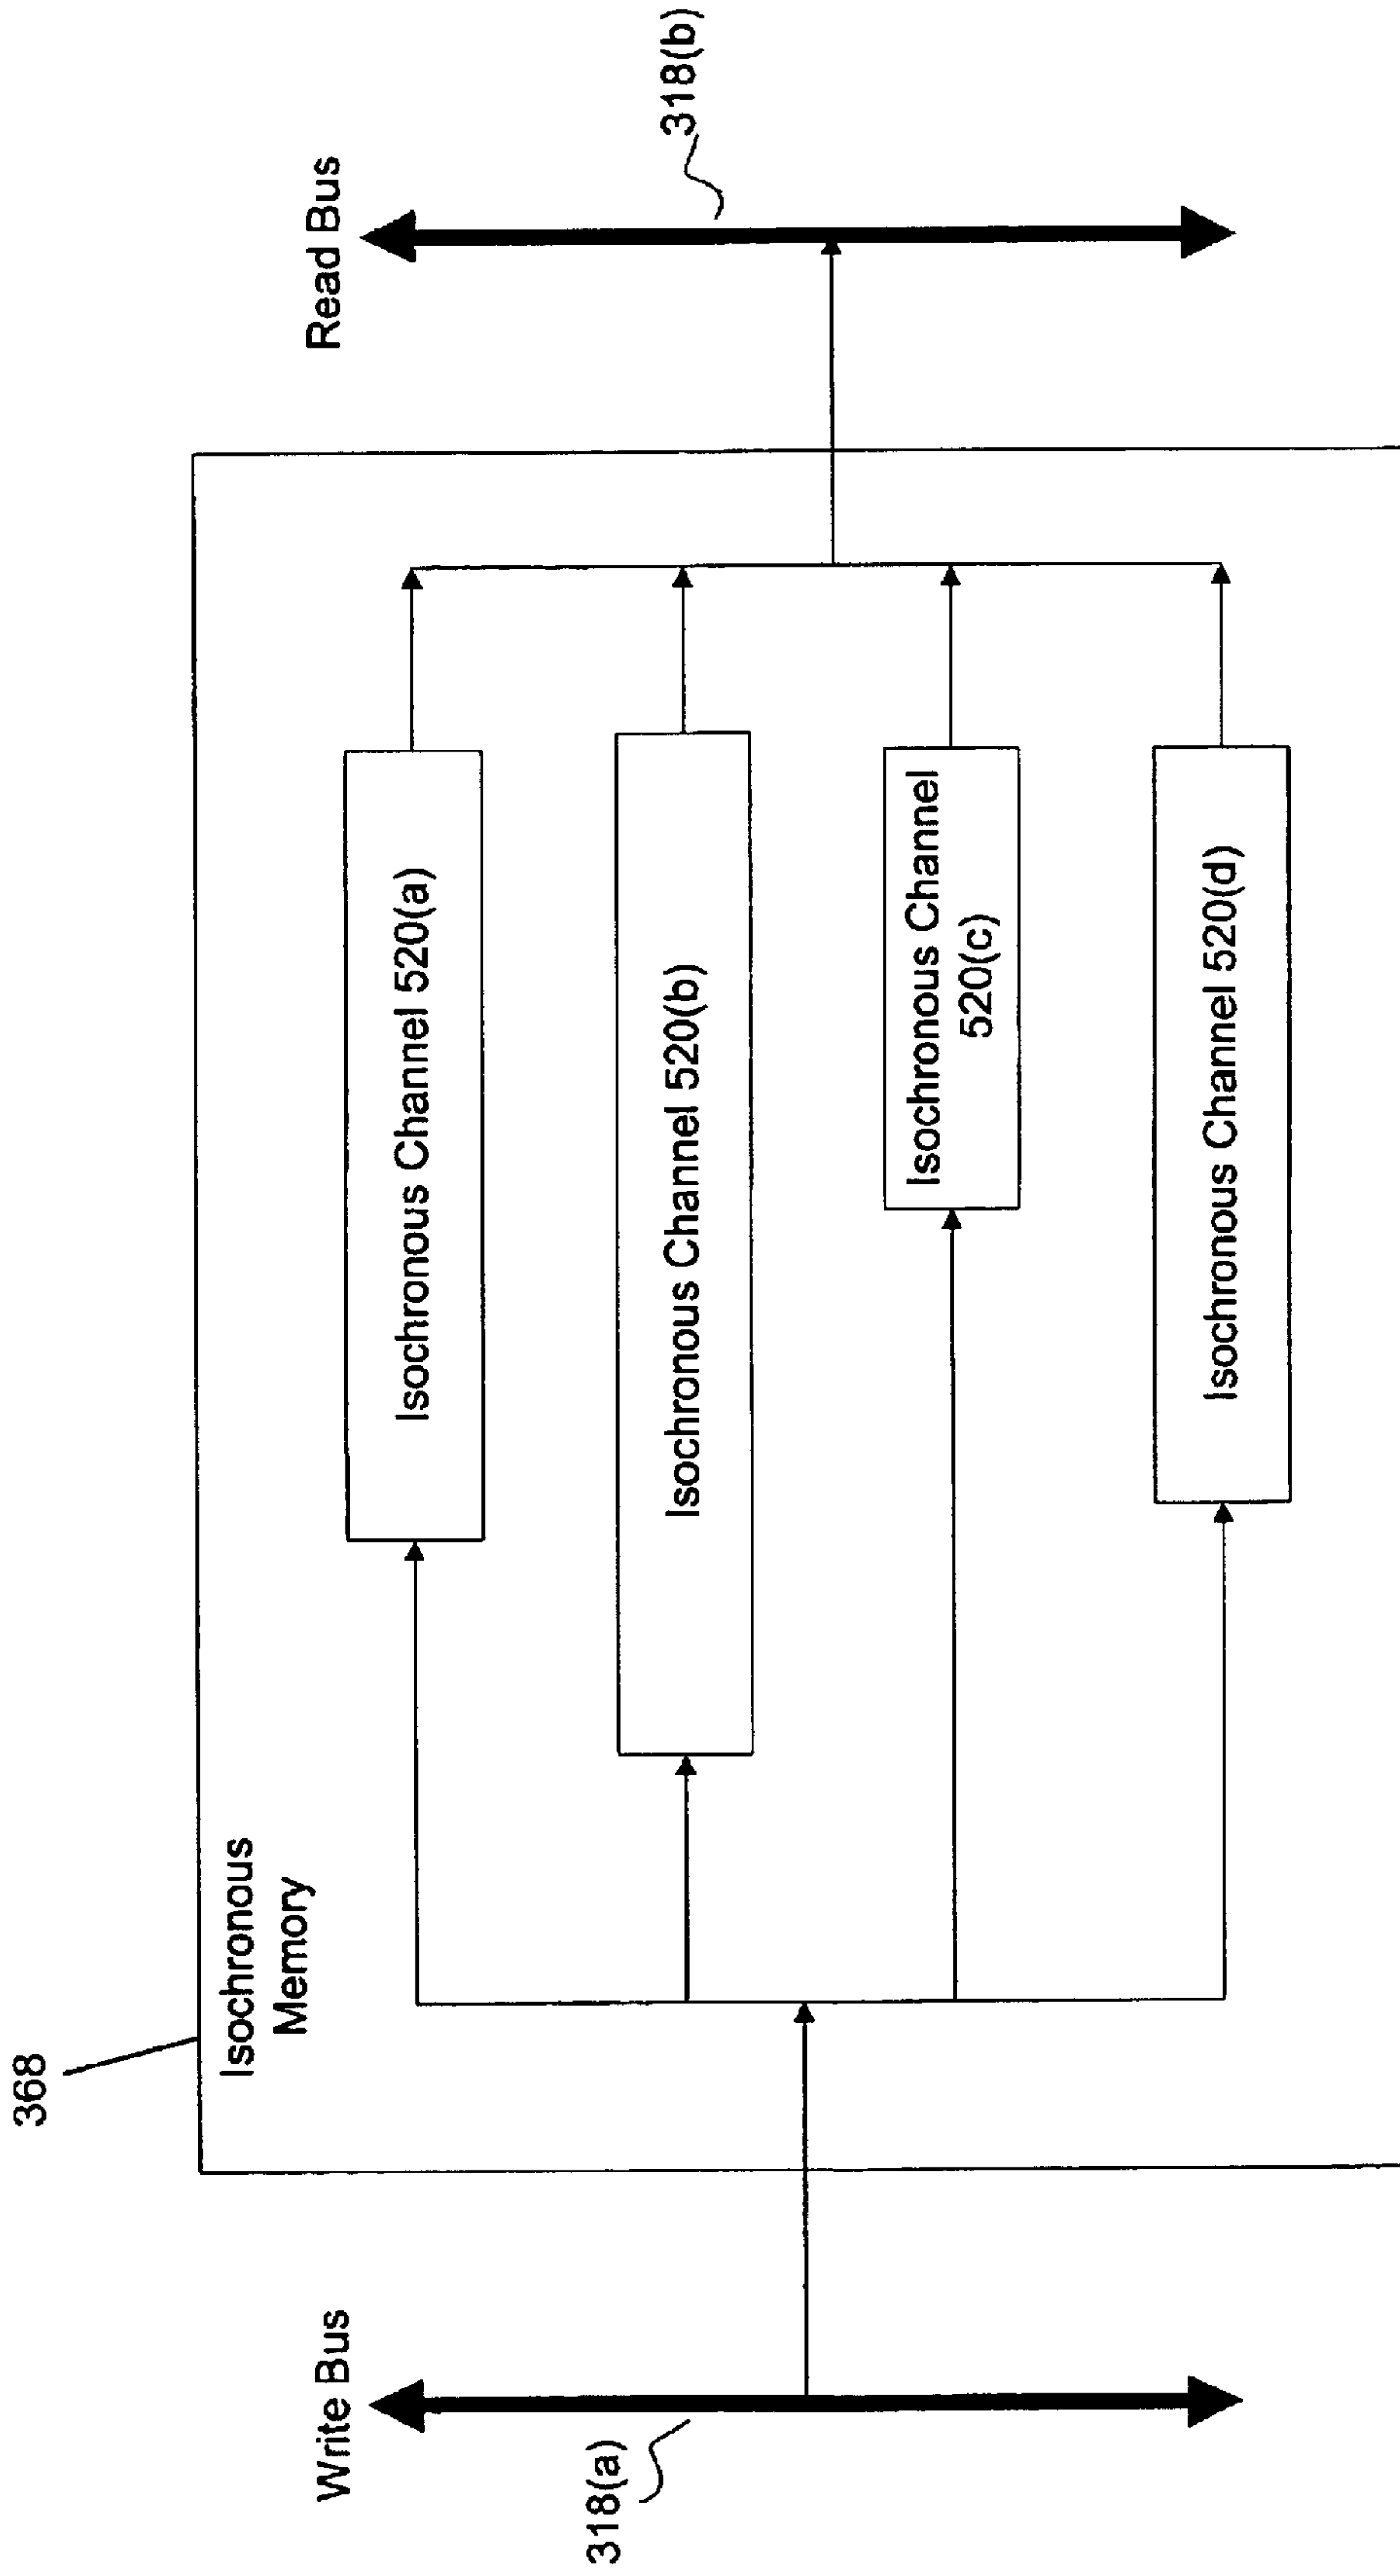 368
Isochronous
Memory
Write Bus
318(a)
Isochronous Channel 520(a)
Isochronous Channel 520(b)
Isochronous Channel
520(c)
Isochronous Channel 520(d)
Read Bus
318(b)